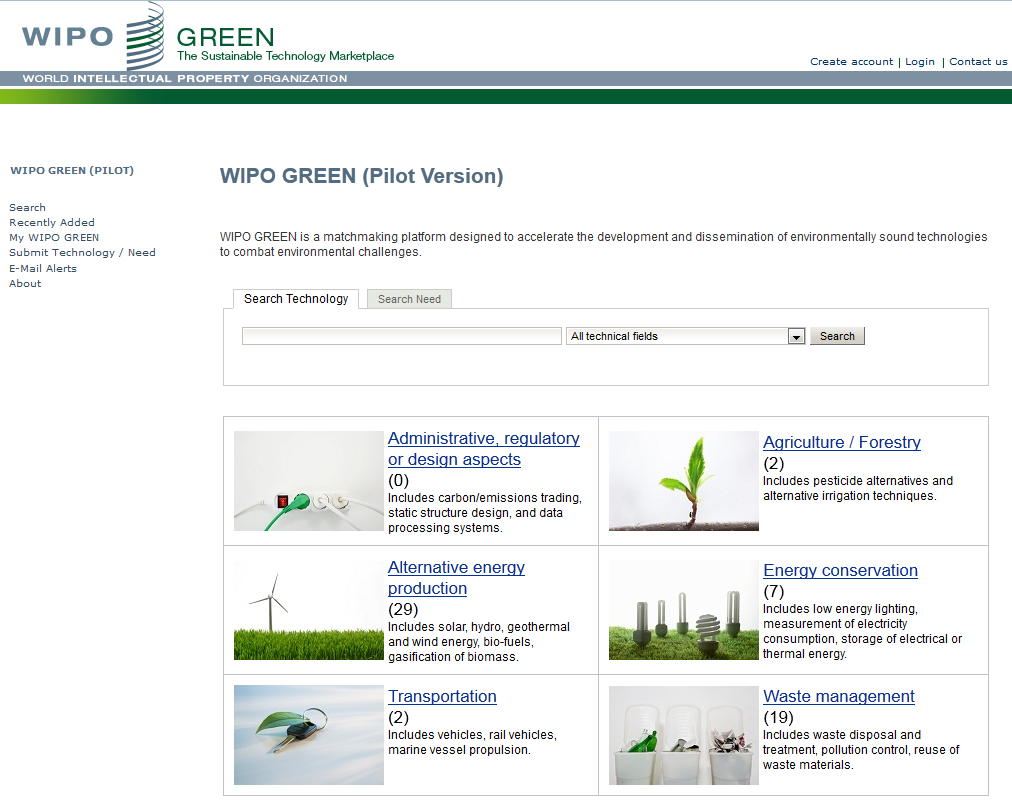 WIPO
GREEN
The Sustainable Technology Marketplace
Create account | Login | Contact us
WORLD INTELLECTUAL PROPERTY ORGANIZATION
WIPO GREEN (PILOT)
Search
Recently Added
My WIPO GREEN
Submit Technology / Need
E-Mail Alerts
About
WIPO GREEN (Pilot Version)
WIPO GREEN is a matchmaking platform designed to accelerate the development and dissemination of environmentally sound technologies
to combat environmental challenges.
Search Technology
Search Need
All technical fields
Search
Administrative, regulatory
or design aspects
(0)
Includes carbon/emissions trading,
static structure design, and data
processing systems.
Agriculture / Forestry
(2)
Includes pesticide alternatives and
alternative irrigation techniques.
Alternative energy
production
(29)
Includes solar, hydro, geothermal
and wind energy, bio-fuels,
gasification of biomass.
Energy conservation
(7)
Includes low energy lighting,
measurement of electricity
consumption, storage of electrical or
thermal energy.
Transportation
(2)
Includes vehicles, rail vehicles,
marine vessel propulsion.
Waste management
(19)
Includes waste disposal and
treatment, pollution control, reuse of
waste materials.